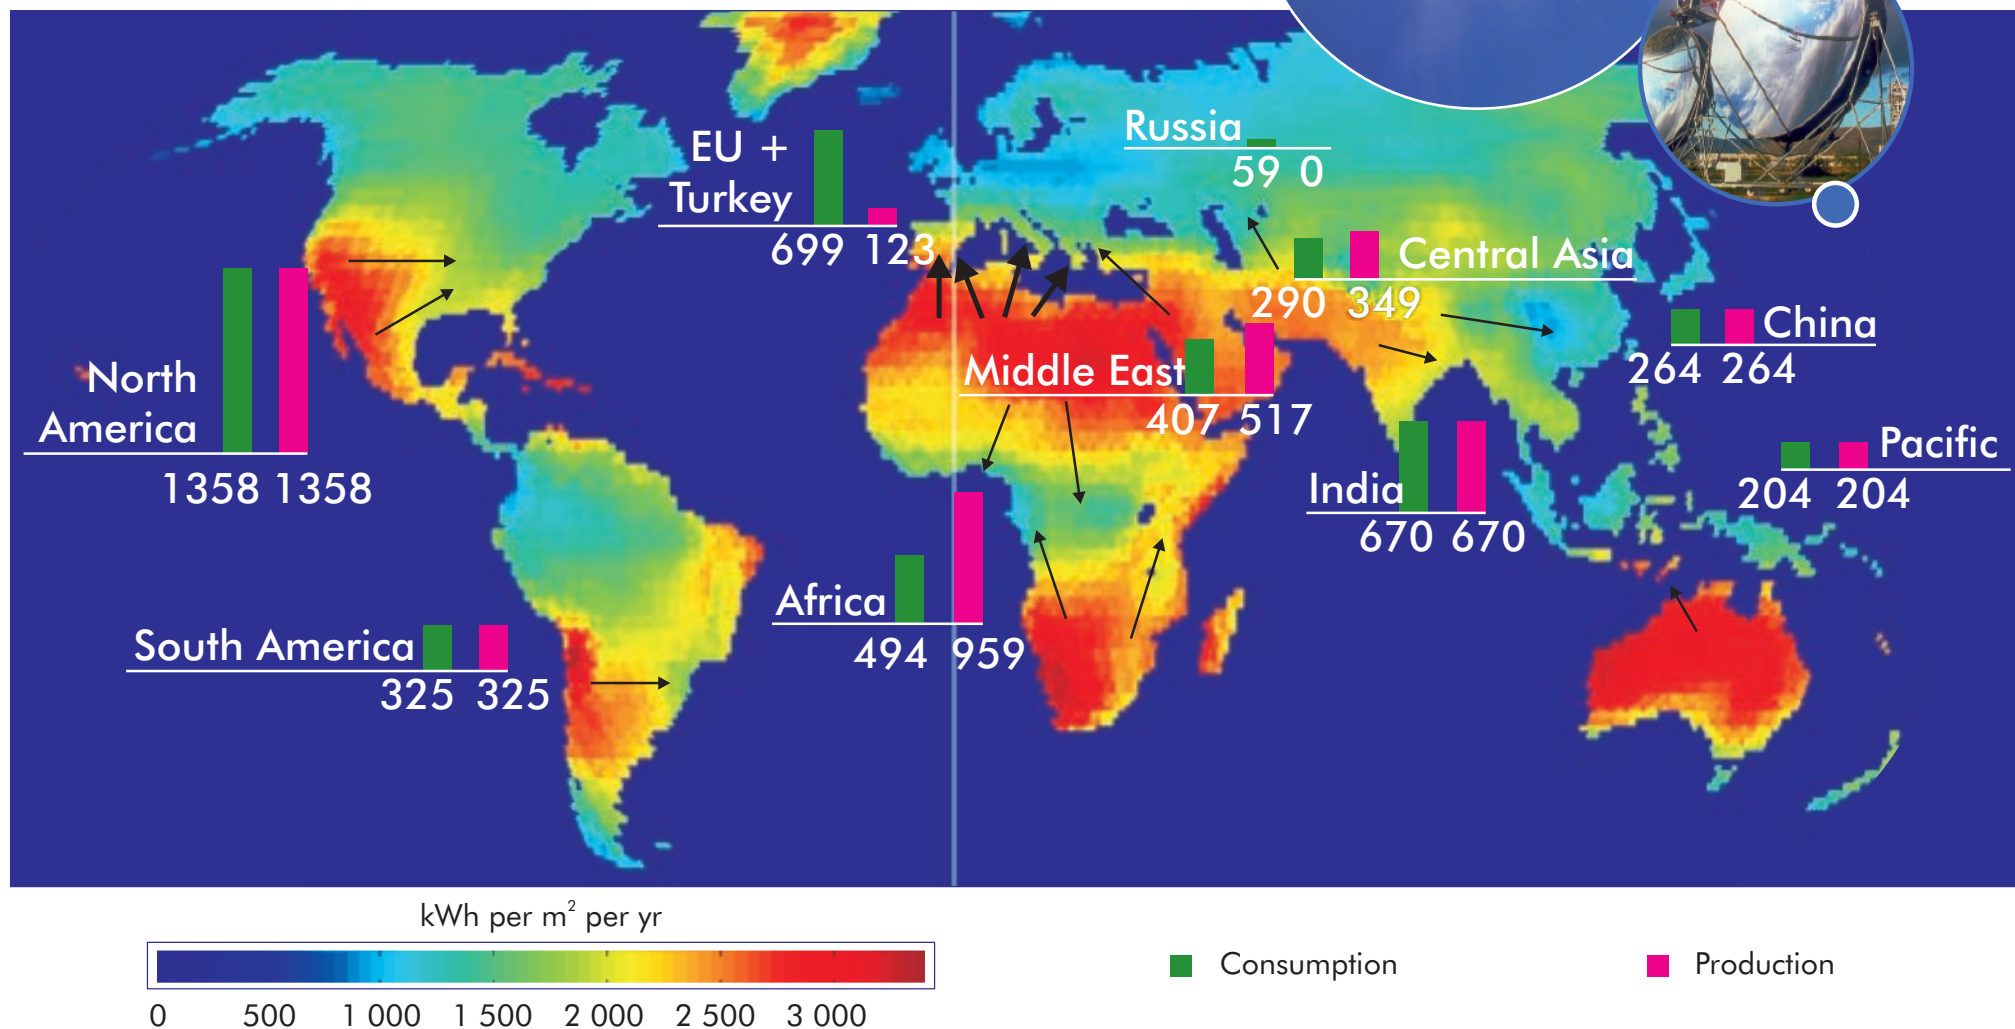 EU +
Turkey
699 123
Russia
59 0
Central Asia
290 349
China
264 264
North
America
1358 1358
Middle East
407 517
Pacific
204 204
India
670 670
Africa
494 959
South America
325 325
kWh per m² per yr
0 500 1 000 1 500 2 000 2 500 3 000
Consumption
Production